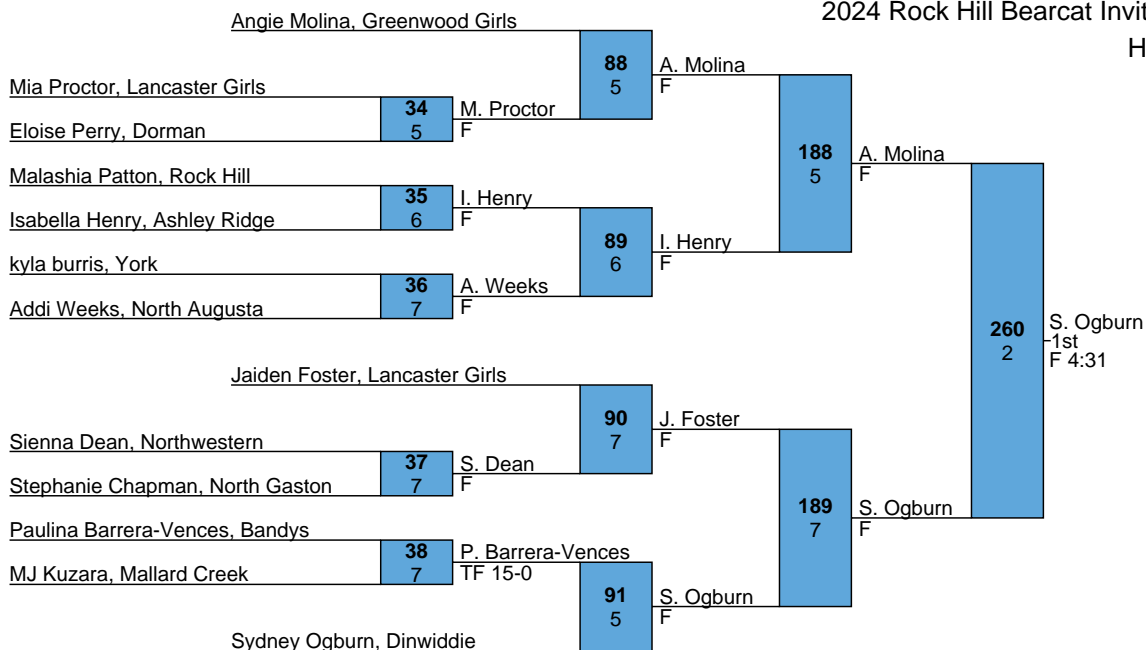 2024 Rock Hill Bearcat Invit
H
Angie Molina, Greenwood Girls
88
5
A. Molina
F
Mia Proctor, Lancaster Girls
34
5
M. Proctor
F
Eloise Perry, Dorman
188
5
A. Molina
F
Malashia Patton, Rock Hill
35
6
I. Henry
F
Isabella Henry, Ashley Ridge
89
6
I. Henry
F
kyla burris, York
36
7
A. Weeks
F
Addi Weeks, North Augusta
260
2
S. Ogburn
1st
F 4:31
Jaiden Foster, Lancaster Girls
90
7
J. Foster
F
Sienna Dean, Northwestern
37
7
S. Dean
F
Stephanie Chapman, North Gaston
189
7
S. Ogburn
F
Paulina Barrera-Vences, Bandys
38
7
P. Barrera-Vences
TF 15-0
MJ Kuzara, Mallard Creek
91
5
S. Ogburn
F
Sydney Ogburn, Dinwiddie